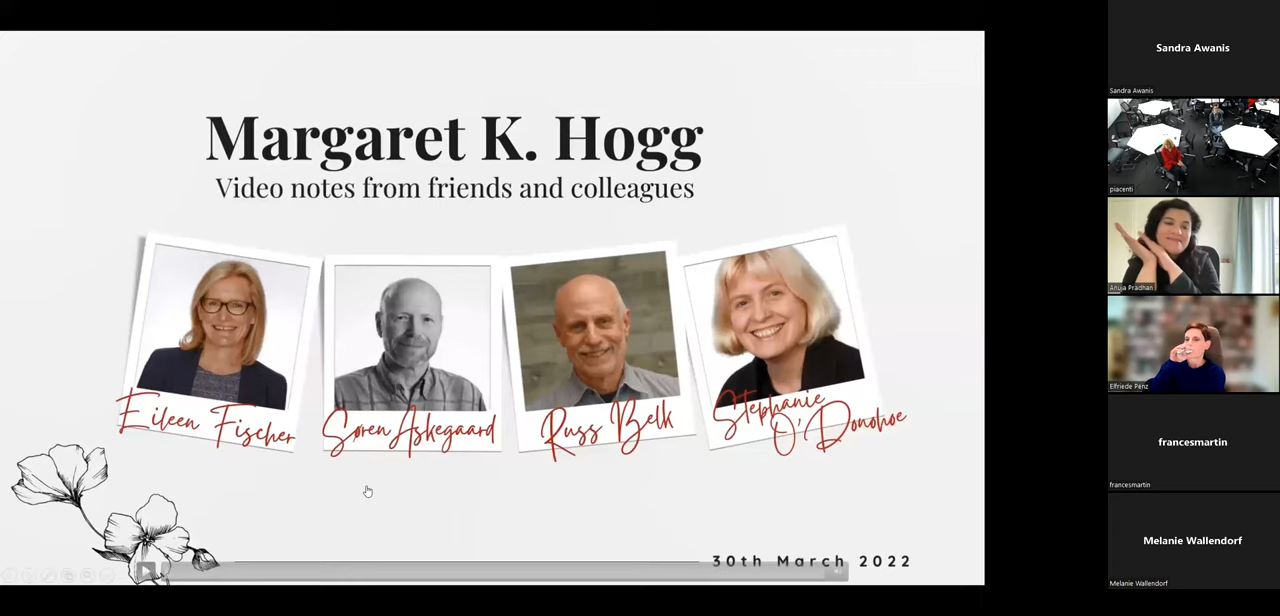 Margaret K. Hogg
Video notes from friends and colleagues
Eileen Fischer
Søren Askegaard
Russ Belk
Stephanie
O'Donohoe
30th March 2022
Sandra Awanis
Sandra Awanis
piacenti
Anuja Pradhan
Elfriede Penz
francesmartin
francesmartin
Melanie Wallendorf
Melanie Wallendorf